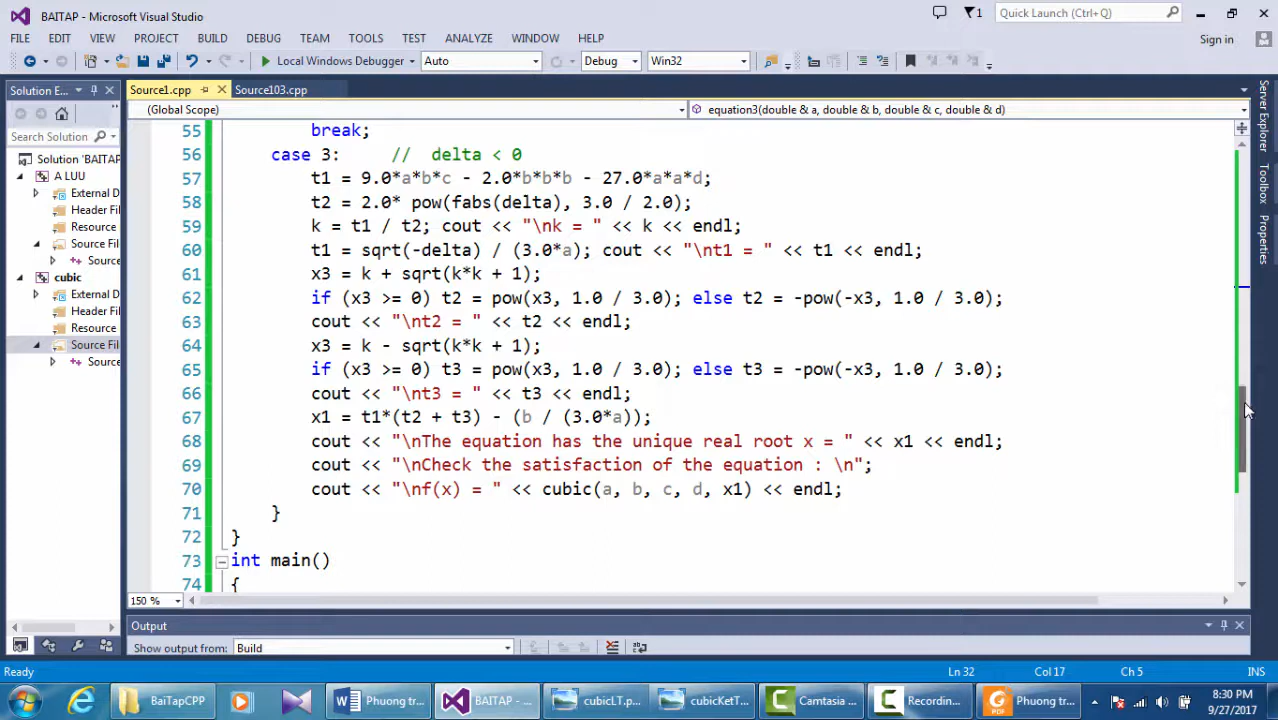 BAITAP - Microsoft Visual Studio
1
Quick Launch (Ctrl+Q)
FILE EDIT VIEW PROJECT BUILD DEBUG TEAM TOOLS TEST ANALYZE WINDOW HELP
Sign in
Local Windows Debugger Auto Debug Win32
Solution E...
Source1.cpp Source103.cpp
(Global Scope) equation3(double & a, double & b, double & c, double & d)
Search Solution
Solution 'BAITAP
A LUU
External D
Header Fil
Resource
Source Fil
Source
cubic
External D
Header Fil
Resource
Source Fil
Source
55 break;
56 case 3: // delta < 0
57 t1 = 9.0*a*b*c - 2.0*b*b*b - 27.0*a*a*d;
58 t2 = 2.0* pow(fabs(delta), 3.0 / 2.0);
59 k = t1 / t2; cout << "\nk = " << k << endl;
60 t1 = sqrt(-delta) / (3.0*a); cout << "\nt1 = " << t1 << endl;
61 x3 = k + sqrt(k*k + 1);
62 if (x3 >= 0) t2 = pow(x3, 1.0 / 3.0); else t2 = -pow(-x3, 1.0 / 3.0);
63 cout << "\nt2 = " << t2 << endl;
64 x3 = k - sqrt(k*k + 1);
65 if (x3 >= 0) t3 = pow(x3, 1.0 / 3.0); else t3 = -pow(-x3, 1.0 / 3.0);
66 cout << "\nt3 = " << t3 << endl;
67 x1 = t1*(t2 + t3) - (b / (3.0*a));
68 cout << "\nThe equation has the unique real root x = " << x1 << endl;
69 cout << "\nCheck the satisfaction of the equation : \n";
70 cout << "\nf(x) = " << cubic(a, b, c, d, x1) << endl;
71 }
72 }
73 int main()
74 {
Server Explorer
Toolbox
Properties
150 %
Output
Show output from: Build
Ready Ln 32 Col 17 Ch 5 INS
BaiTapCPP
Phuong tr...
BAITAP - ...
cubicLT.p...
cubicKetT...
Camtasia ...
Recordin...
Phuong tr...
8:30 PM
9/27/2017